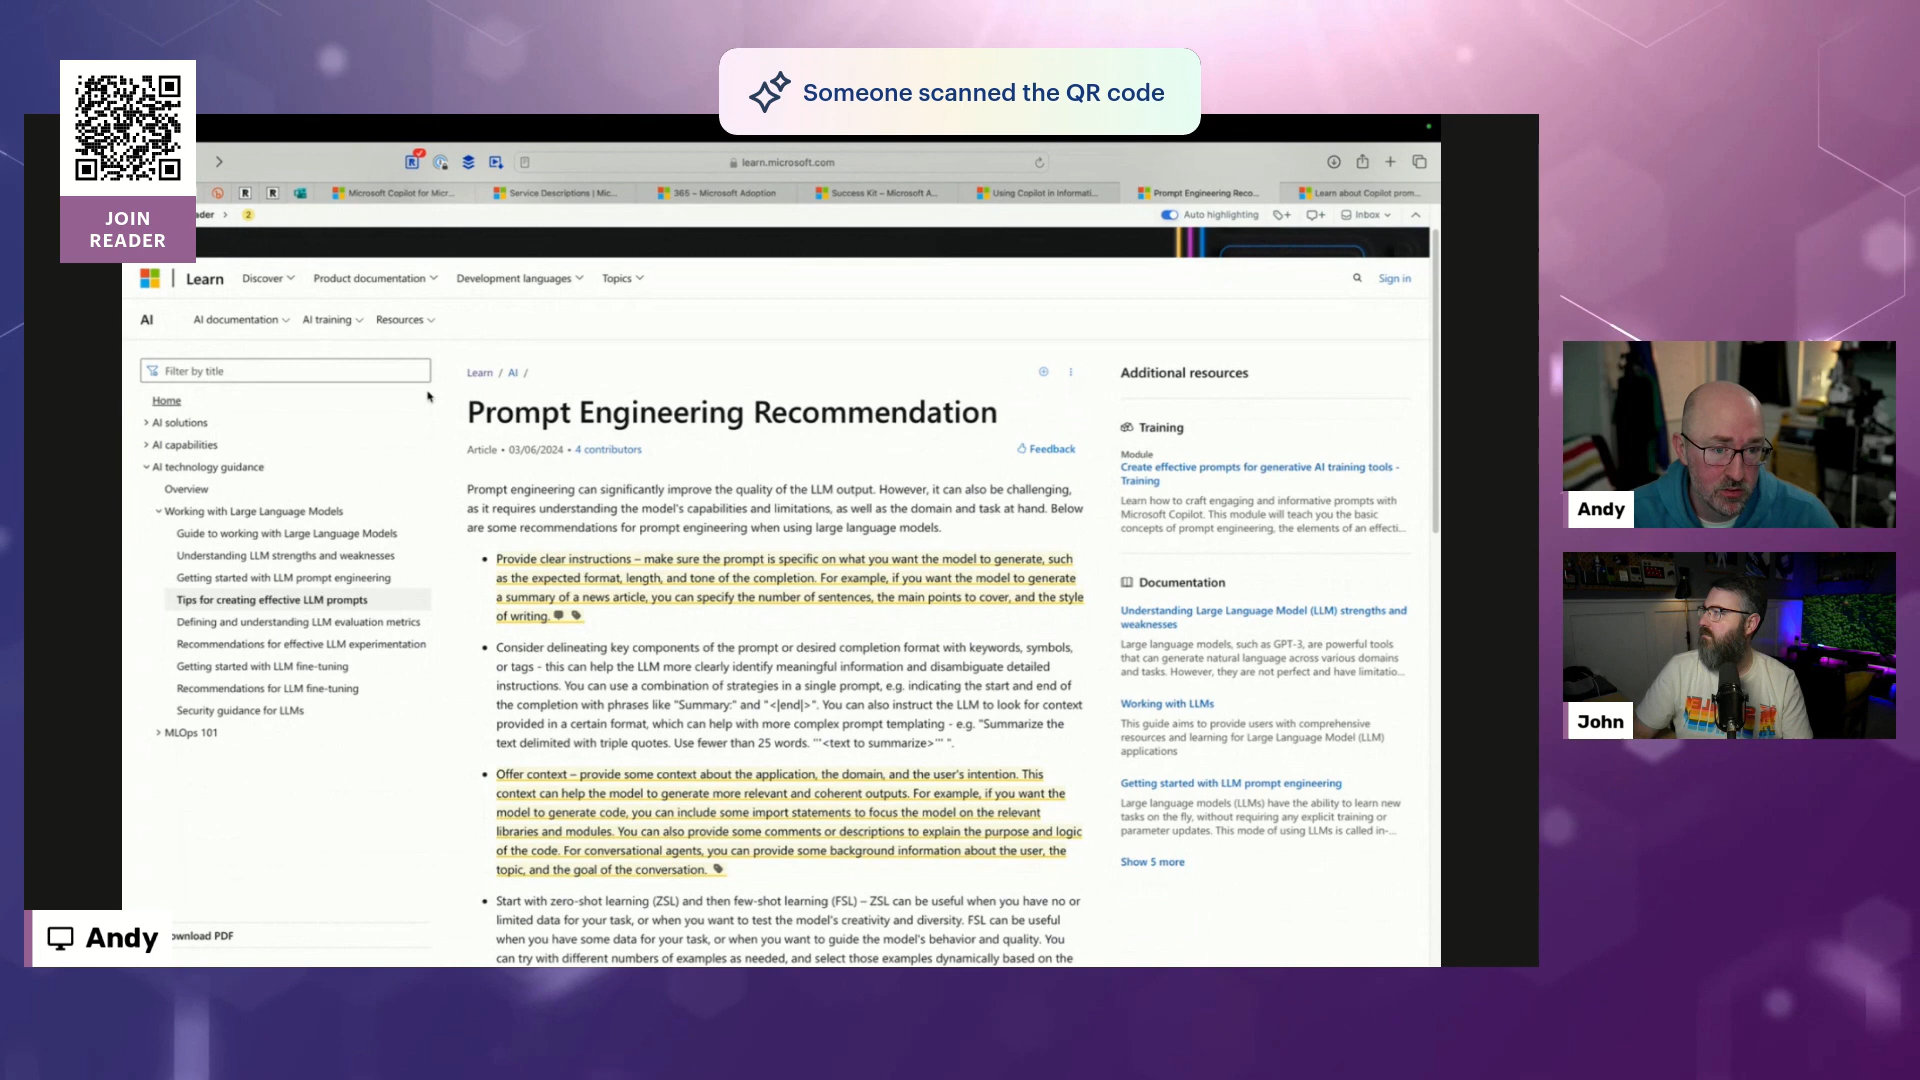 Someone scanned the QR code
JOIN
READER
learn.microsoft.com
Microsoft Copilot for Micr...
Service Descriptions | Mic...
365 – Microsoft Adoption
Success Kit – Microsoft A...
Using Copilot in Informati...
Prompt Engineering Reco...
Learn about Copilot prom...
ader
2
Auto highlighting
Inbox
Learn
Discover
Product documentation
Development languages
Topics
Sign in
AI
AI documentation
AI training
Resources
Filter by title
Home
AI solutions
AI capabilities
AI technology guidance
Overview
Working with Large Language Models
Guide to working with Large Language Models
Understanding LLM strengths and weaknesses
Getting started with LLM prompt engineering
Tips for creating effective LLM prompts
Defining and understanding LLM evaluation metrics
Recommendations for effective LLM experimentation
Getting started with LLM fine-tuning
Recommendations for LLM fine-tuning
Security guidance for LLMs
MLOps 101
ownload PDF
Learn / AI /
Prompt Engineering Recommendation
Article • 03/06/2024 • 4 contributors
Feedback
Prompt engineering can significantly improve the quality of the LLM output. However, it can also be challenging,
as it requires understanding the model's capabilities and limitations, as well as the domain and task at hand. Below
are some recommendations for prompt engineering when using large language models.
• Provide clear instructions – make sure the prompt is specific on what you want the model to generate, such
as the expected format, length, and tone of the completion. For example, if you want the model to generate
a summary of a news article, you can specify the number of sentences, the main points to cover, and the style
of writing.
• Consider delineating key components of the prompt or desired completion format with keywords, symbols,
or tags - this can help the LLM more clearly identify meaningful information and disambiguate detailed
instructions. You can use a combination of strategies in a single prompt, e.g. indicating the start and end of
the completion with phrases like "Summary:" and "<|end|>". You can also instruct the LLM to look for context
provided in a certain format, which can help with more complex prompt templating - e.g. "Summarize the
text delimited with triple quotes. Use fewer than 25 words. '''<text to summarize>''' ".
• Offer context – provide some context about the application, the domain, and the user's intention. This
context can help the model to generate more relevant and coherent outputs. For example, if you want the
model to generate code, you can include some import statements to focus the model on the relevant
libraries and modules. You can also provide some comments or descriptions to explain the purpose and logic
of the code. For conversational agents, you can provide some background information about the user, the
topic, and the goal of the conversation.
• Start with zero-shot learning (ZSL) and then few-shot learning (FSL) – ZSL can be useful when you have no or
limited data for your task, or when you want to test the model's creativity and diversity. FSL can be useful
when you have some data for your task, or when you want to guide the model's behavior and quality. You
can try with different numbers of examples as needed, and select those examples dynamically based on the
Additional resources
Training
Module
Create effective prompts for generative AI training tools -
Training
Learn how to craft engaging and informative prompts with
Microsoft Copilot. This module will teach you the basic
concepts of prompt engineering, the elements of an effecti...
Documentation
Understanding Large Language Model (LLM) strengths and
weaknesses
Large language models, such as GPT-3, are powerful tools
that can generate natural language across various domains
and tasks. However, they are not perfect and have limitatio...
Working with LLMs
This guide aims to provide users with comprehensive
resources and learning for Large Language Model (LLM)
applications
Getting started with LLM prompt engineering
Large language models (LLMs) have the ability to learn new
tasks on the fly, without requiring any explicit training or
parameter updates. This mode of using LLMs is called in-...
Show 5 more
Andy
Andy
John